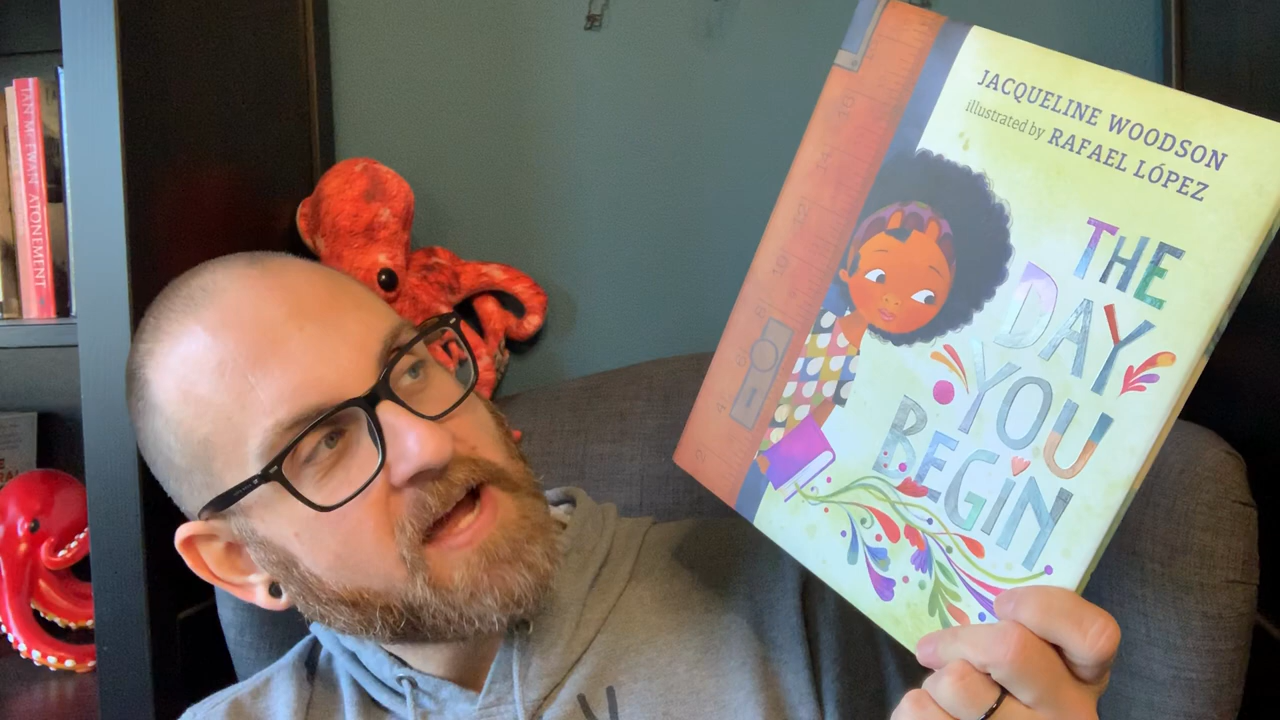 IAN McEWAN ATONEMENT
JACQUELINE WOODSON
illustrated by RAFAEL LÓPEZ
THE
DAY
YOU
BEGIN